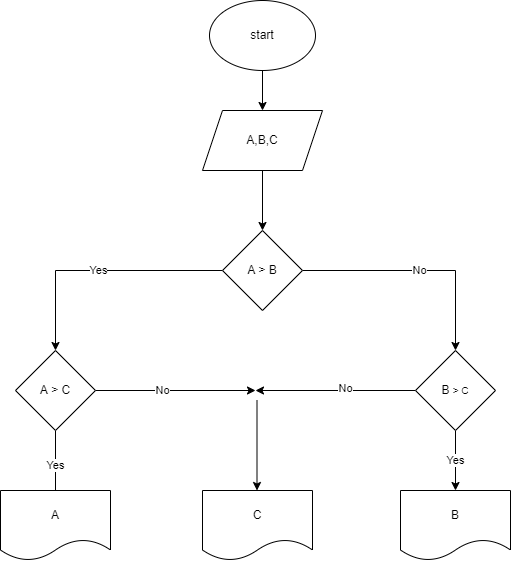 start
A,B,C
A > B
Yes
No
A > C
No
No
B > C
Yes
Yes
A
C
B